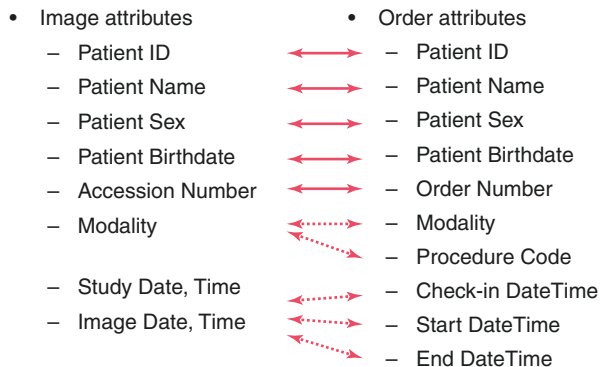 • Image attributes
– Patient ID
– Patient Name
– Patient Sex
– Patient Birthdate
– Accession Number
– Modality
– Study Date, Time
– Image Date, Time
• Order attributes
– Patient ID
– Patient Name
– Patient Sex
– Patient Birthdate
– Order Number
– Modality
– Procedure Code
– Check-in DateTime
– Start DateTime
– End DateTime